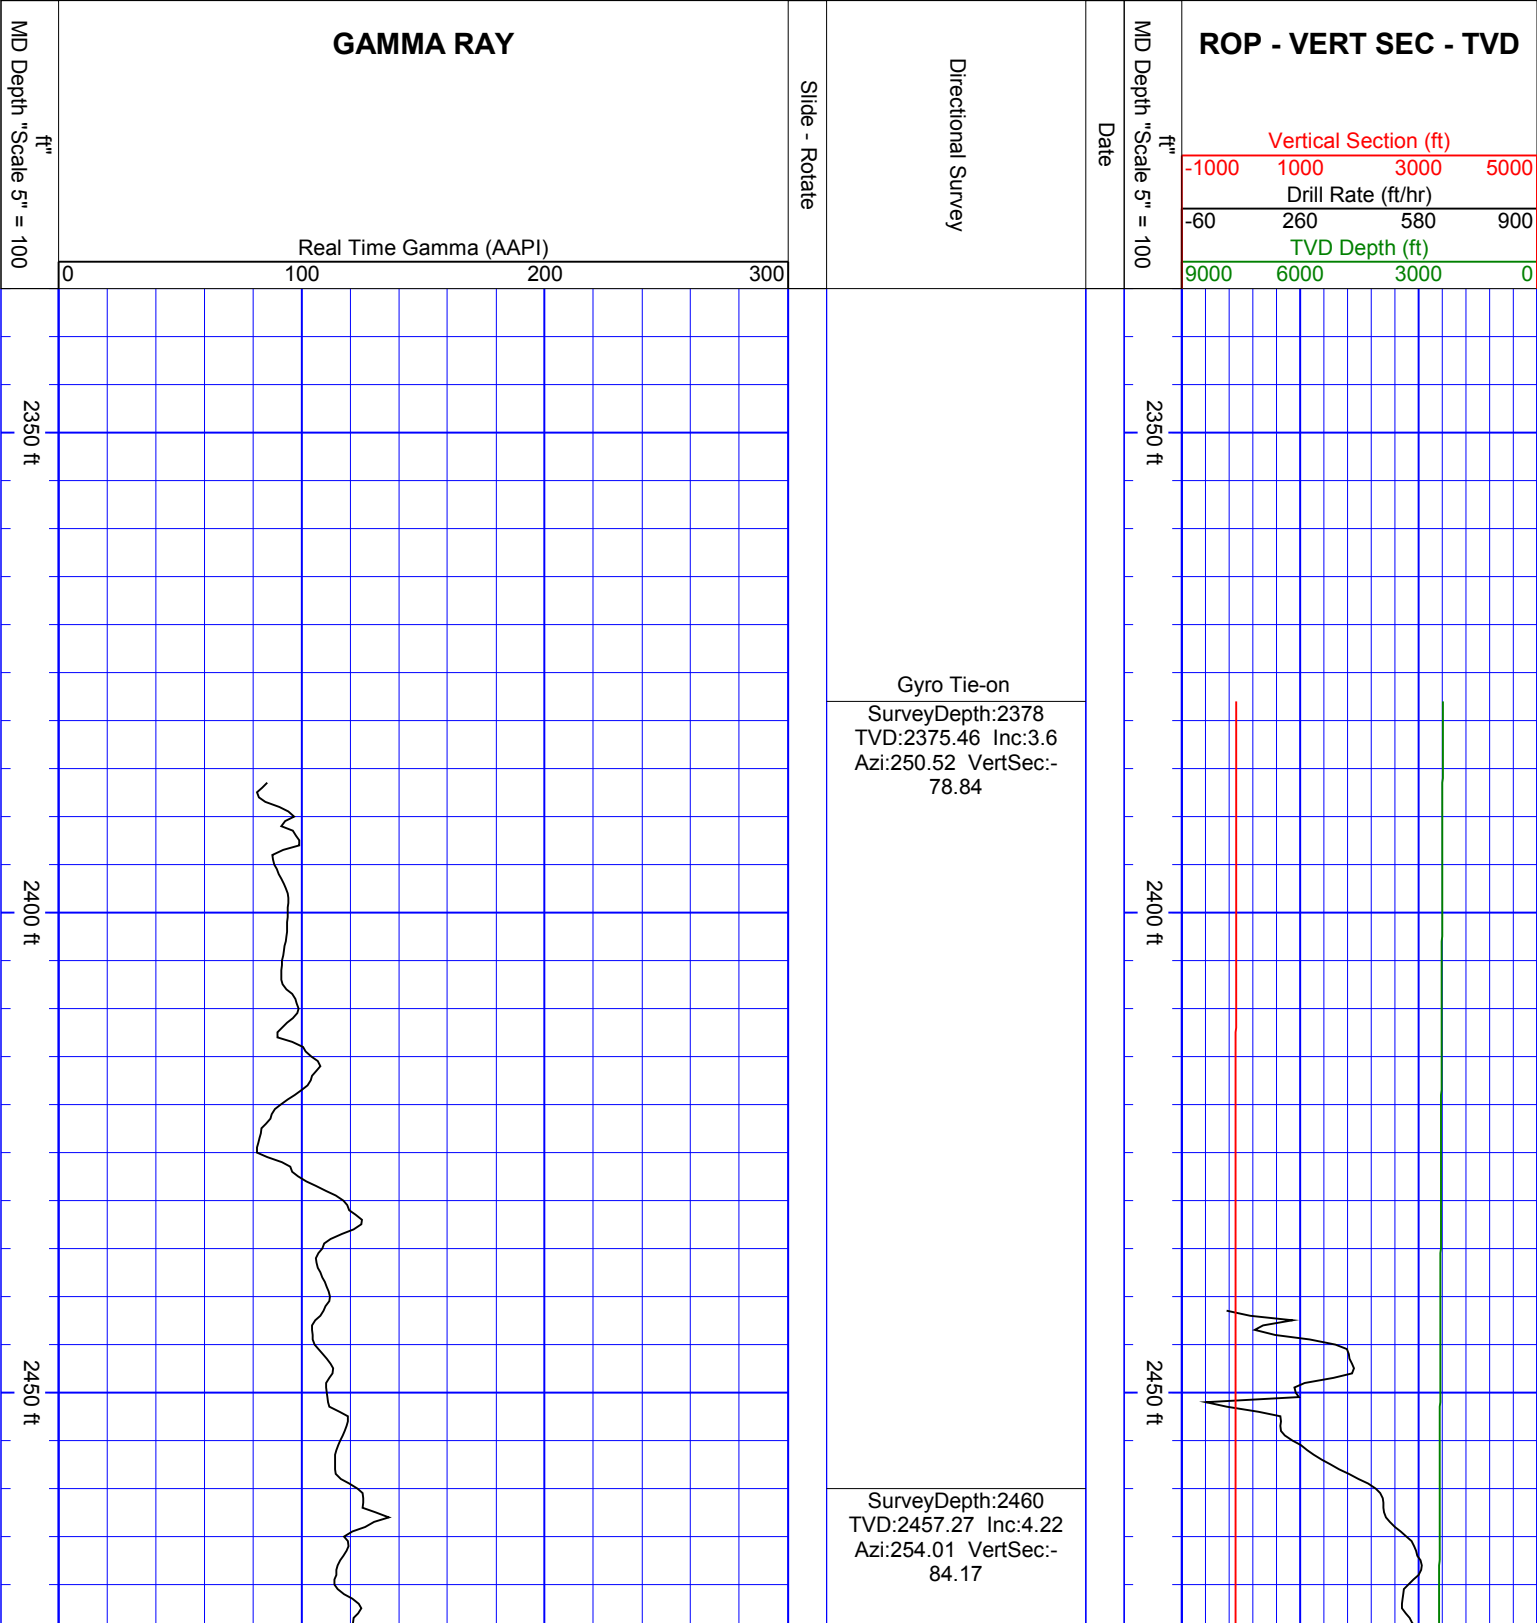 MD Depth "Scale 5" = 100
ft"
GAMMA RAY
Real Time Gamma (AAPI)
0 100 200 300
Slide - Rotate
Directional Survey
Date
MD Depth "Scale 5" = 100
ft"
ROP - VERT SEC - TVD
Vertical Section (ft)
-1000 1000 3000 5000
Drill Rate (ft/hr)
-60 260 580 900
TVD Depth (ft)
9000 6000 3000 0
2350 ft
2350 ft
Gyro Tie-on
SurveyDepth:2378
TVD:2375.46 Inc:3.6
Azi:250.52 VertSec:-
78.84
2400 ft
2400 ft
2450 ft
2450 ft
SurveyDepth:2460
TVD:2457.27 Inc:4.22
Azi:254.01 VertSec:-
84.17